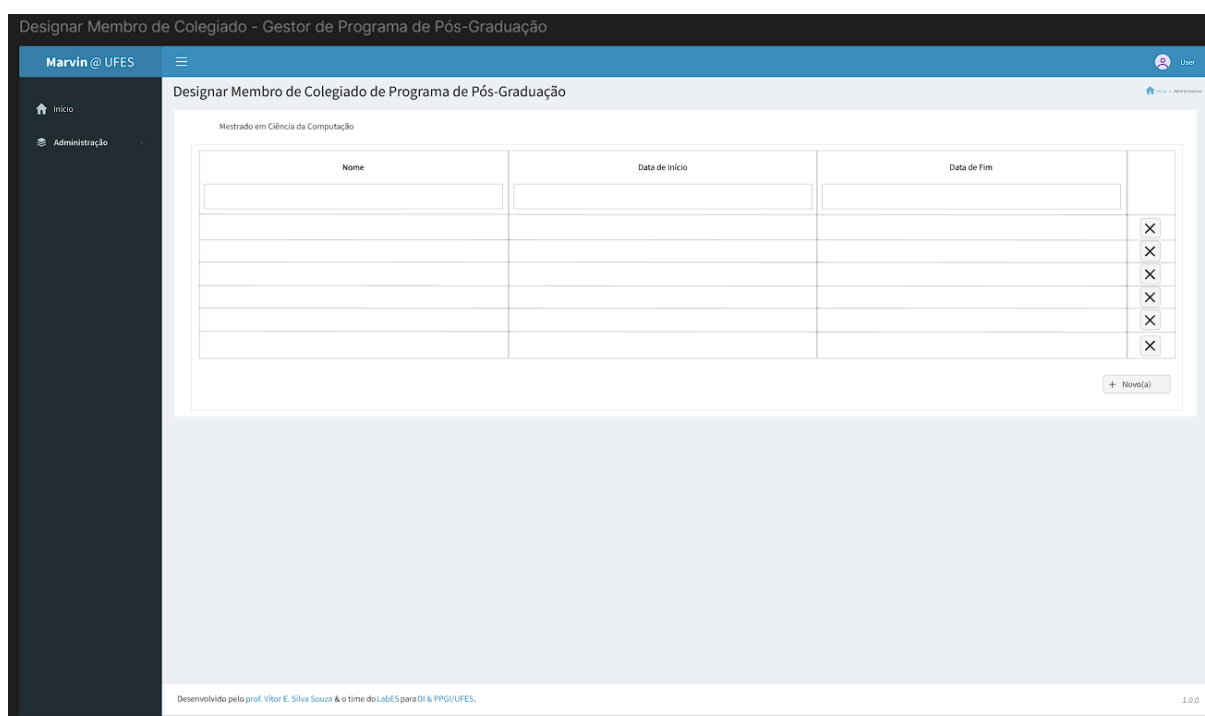 Designar Membro de Colegiado - Gestor de Programa de Pós-Graduação
Marvin @ UFES
User
Designar Membro de Colegiado de Programa de Pós-Graduação
Início / Administrativo
Início
Mestrado em Ciência da Computação
Administração
Nome Data de Início Data de Fim
+ Novo(a)
Desenvolvido pelo prof. Vítor E. Silva Souza & o time do LabES para DI & PPGI/UFES.
1.0.0